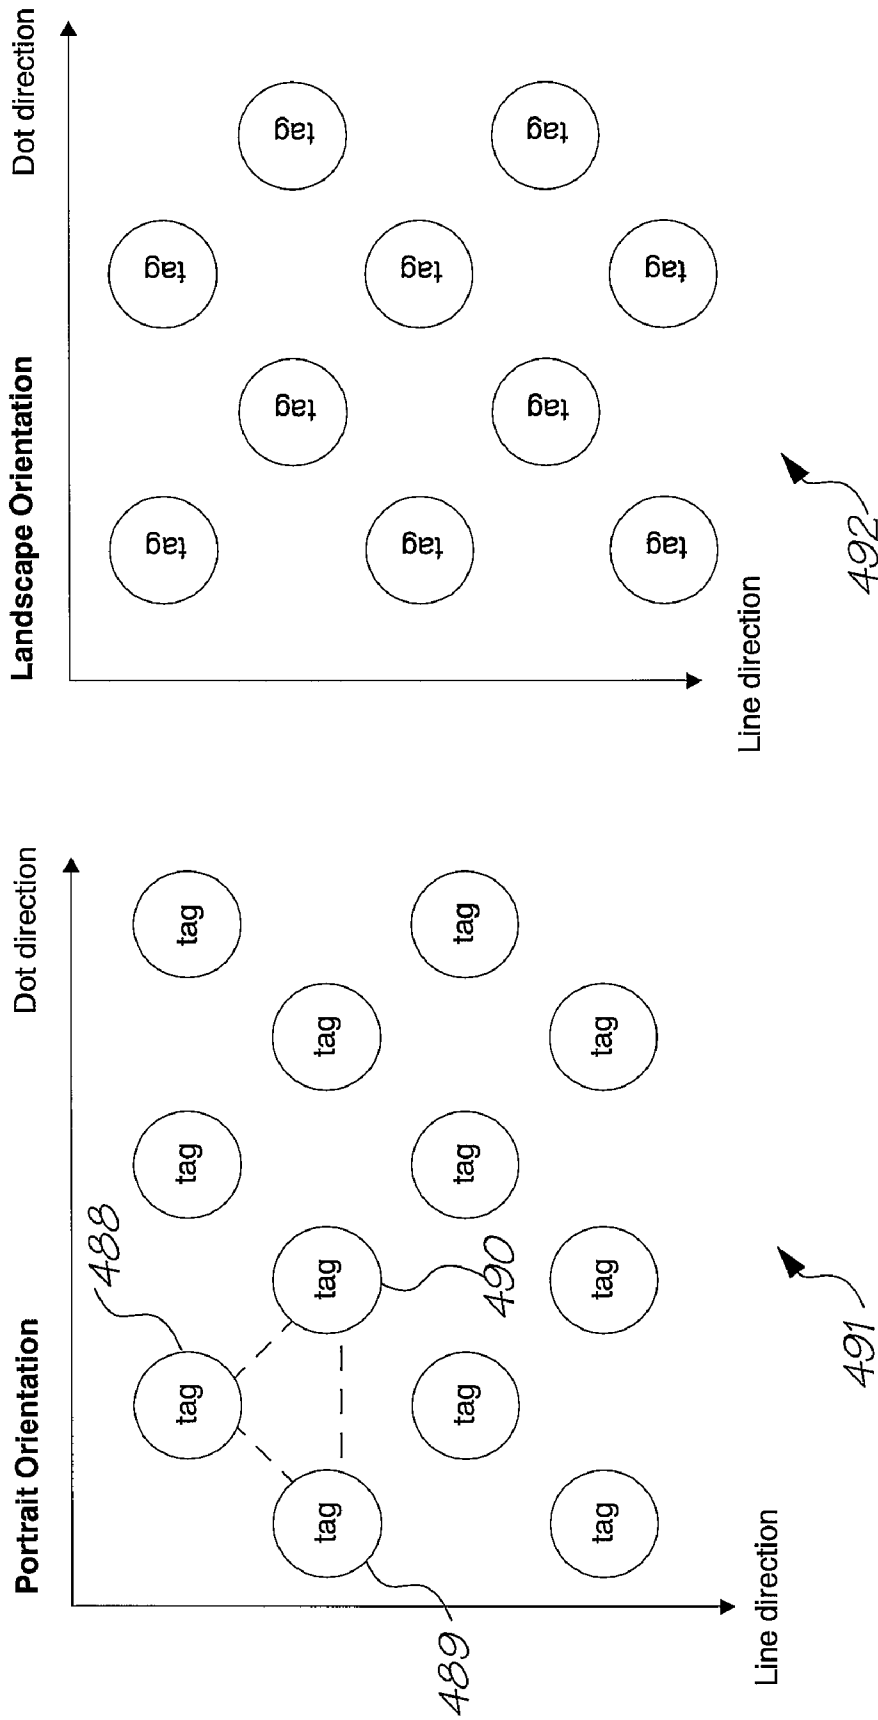 Portrait Orientation
Dot direction
488
tag tag tag
tag tag tag
489
490
tag tag tag
tag tag tag
Line direction
491
Landscape Orientation
Dot direction
tag tag
tag tag
tag tag
tag tag
tag tag
Line direction
492